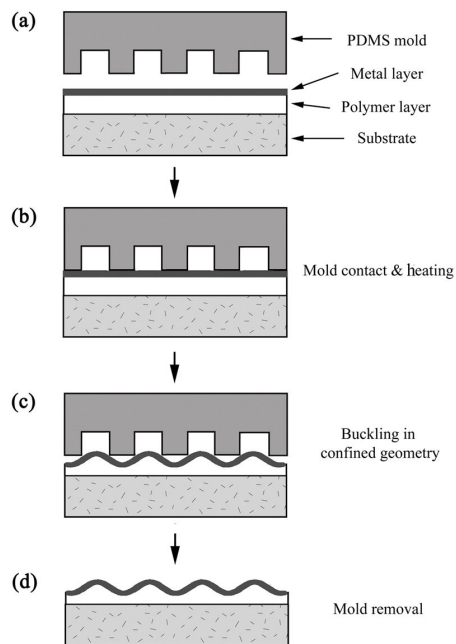 (a)
PDMS mold
Metal layer
Polymer layer
Substrate
(b)
Mold contact & heating
(c)
Buckling in
confined geometry
(d)
Mold removal